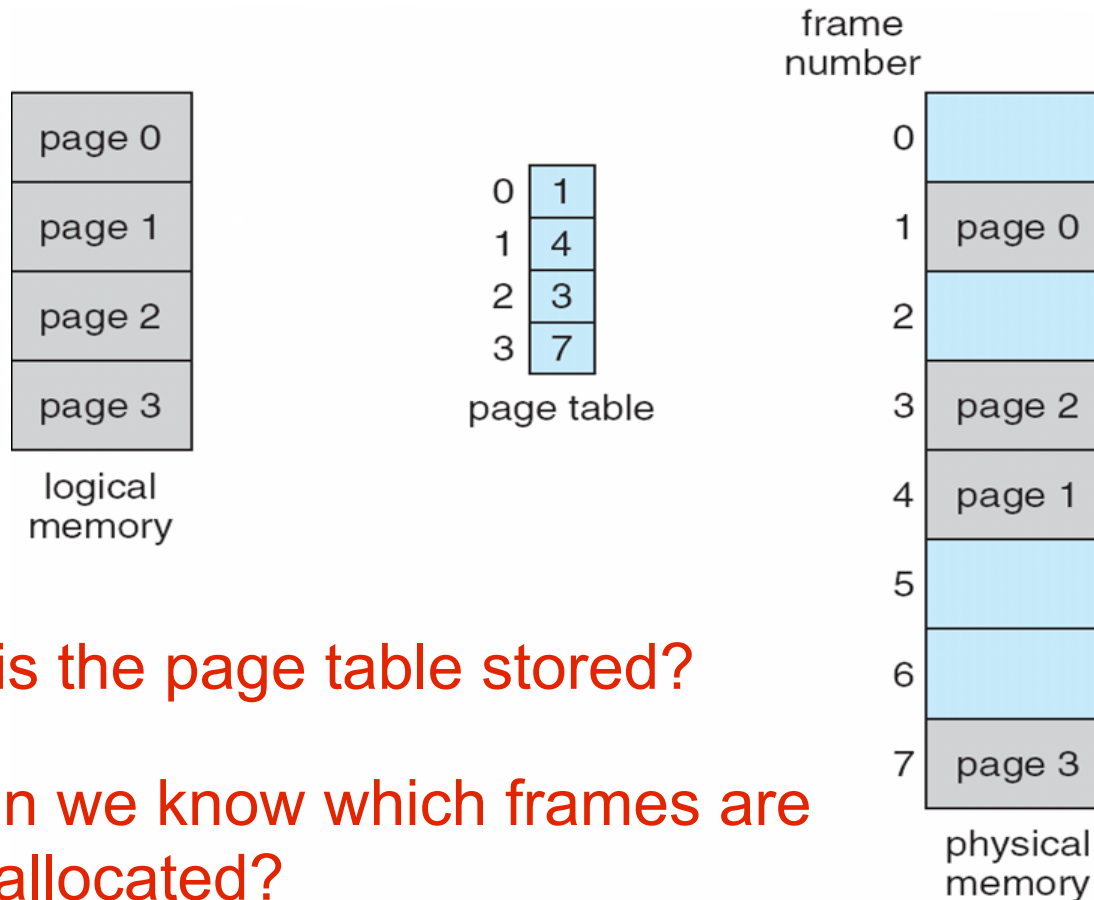 frame
number
page 0
page 1
page 2
page 3
logical
memory
0 1
1 4
2 3
3 7
page table
0
1 page 0
2
3 page 2
4 page 1
5
6
7 page 3
physical
memory
is the page table stored?
n we know which frames are
allocated?